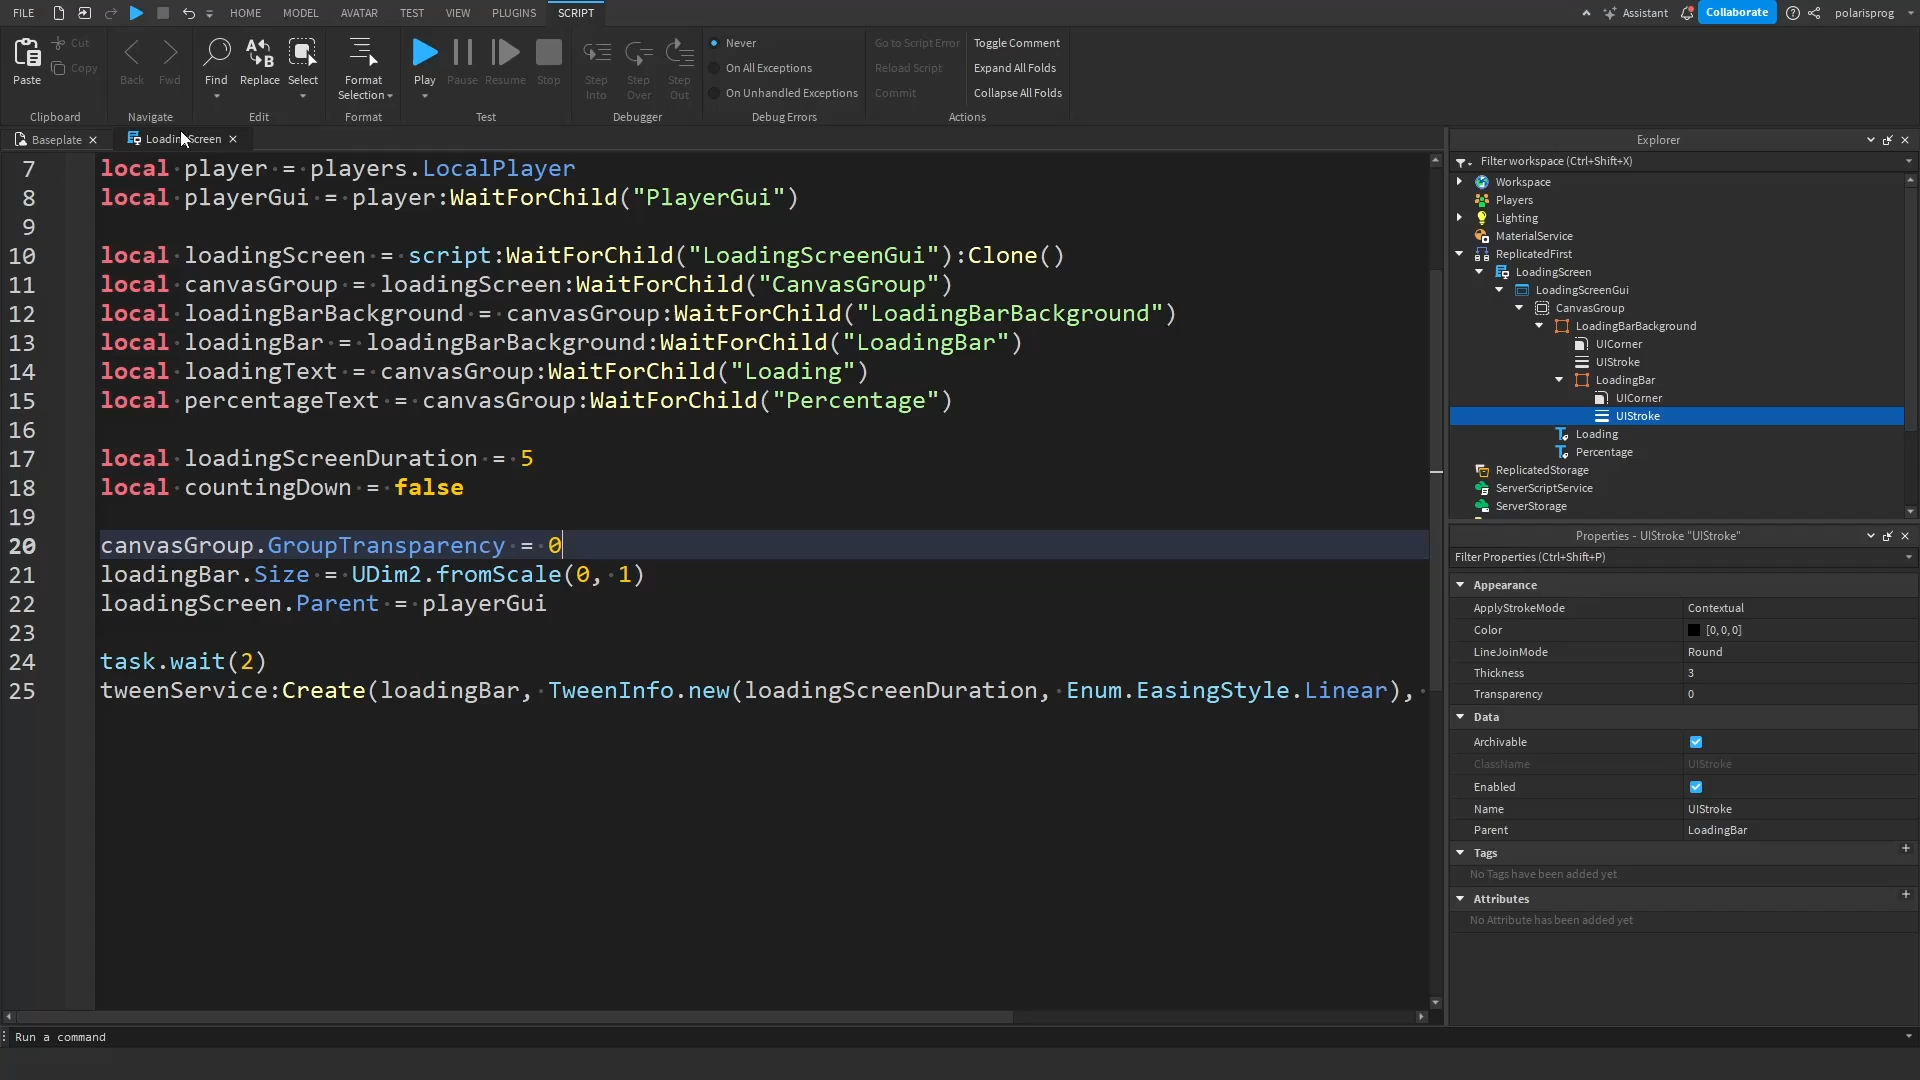 FILE HOME MODEL AVATAR TEST VIEW PLUGINS SCRIPT Assistant Collaborate polarisprog
Paste Cut Copy Back Fwd Find Replace Select Format Selection Play Pause Resume Stop Step Into Step Over Step Out
Never
On All Exceptions
On Unhandled Exceptions
Go to Script Error
Reload Script
Commit
Toggle Comment
Expand All Folds
Collapse All Folds
Clipboard Navigate Edit Format Test Debugger Debug Errors Actions
Baseplate LoadingScreen
7 local player = players.LocalPlayer
8 local playerGui = player:WaitForChild("PlayerGui")
9
10 local loadingScreen = script:WaitForChild("LoadingScreenGui"):Clone()
11 local canvasGroup = loadingScreen:WaitForChild("CanvasGroup")
12 local loadingBarBackground = canvasGroup:WaitForChild("LoadingBarBackground")
13 local loadingBar = loadingBarBackground:WaitForChild("LoadingBar")
14 local loadingText = canvasGroup:WaitForChild("Loading")
15 local percentageText = canvasGroup:WaitForChild("Percentage")
16
17 local loadingScreenDuration = 5
18 local countingDown = false
19
20 canvasGroup.GroupTransparency = 0
21 loadingBar.Size = UDim2.fromScale(0, 1)
22 loadingScreen.Parent = playerGui
23
24 task.wait(2)
25 tweenService:Create(loadingBar, TweenInfo.new(loadingScreenDuration, Enum.EasingStyle.Linear),
Run a command
Explorer
Filter workspace (Ctrl+Shift+X)
Workspace
Players
Lighting
MaterialService
ReplicatedFirst
LoadingScreen
LoadingScreenGui
CanvasGroup
LoadingBarBackground
UICorner
UIStroke
LoadingBar
UICorner
UIStroke
Loading
Percentage
ReplicatedStorage
ServerScriptService
ServerStorage
Properties - UIStroke "UIStroke"
Filter Properties (Ctrl+Shift+P)
Appearance
ApplyStrokeMode Contextual
Color [0, 0, 0]
LineJoinMode Round
Thickness 3
Transparency 0
Data
Archivable
ClassName UIStroke
Enabled
Name UIStroke
Parent LoadingBar
Tags
No Tags have been added yet
Attributes
No Attribute has been added yet